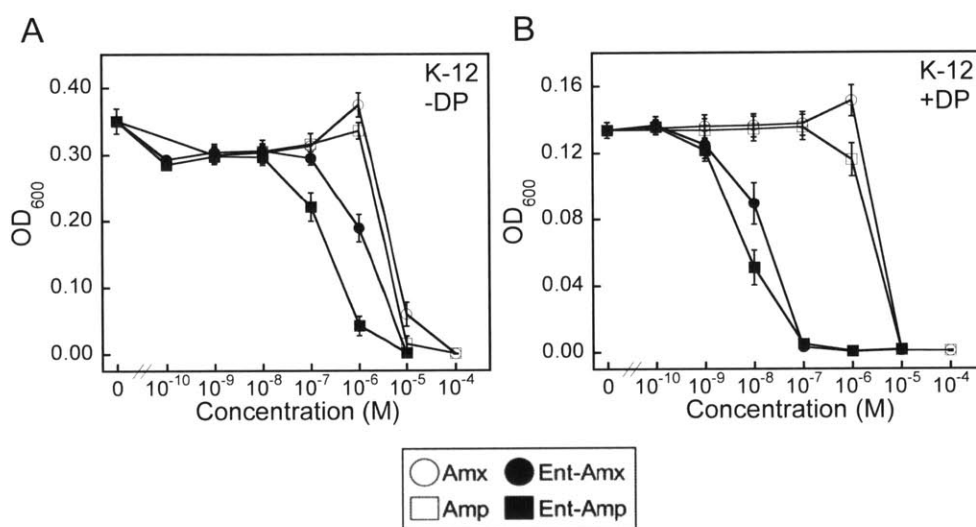 A
K-12
-DP
OD600
0.40
0.30
0.20
0.10
0.00
0 10-10 10-9 10-8 10-7 10-6 10-5 10-4
Concentration (M)
B
K-12
+DP
OD600
0.16
0.12
0.08
0.04
0.00
0 10-10 10-9 10-8 10-7 10-6 10-5 10-4
Concentration (M)
Amx Ent-Amx
Amp Ent-Amp